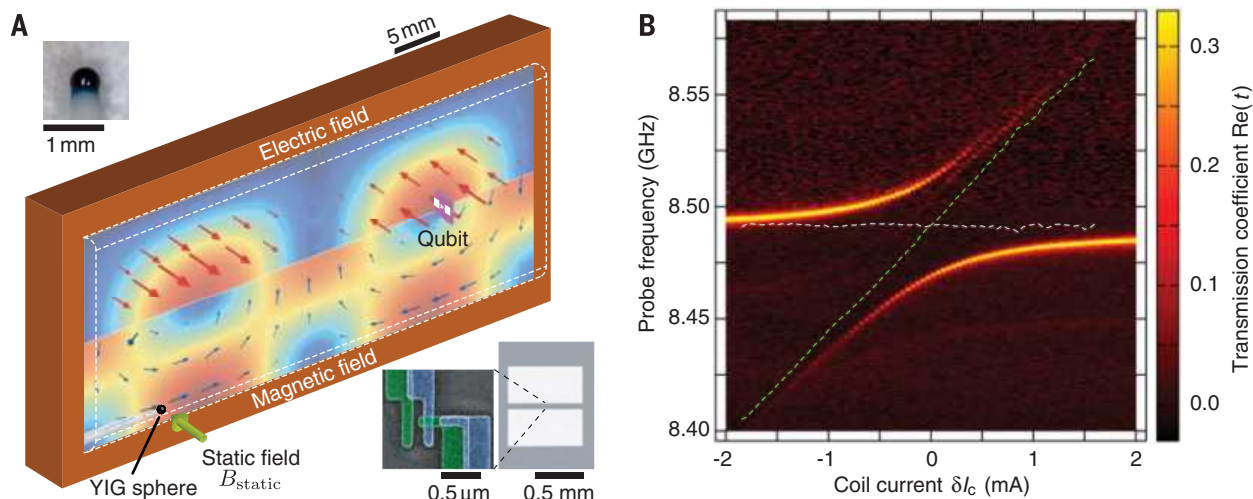 A
5 mm
1 mm
Electric field
Qubit
Magnetic field
Static field
B_static
YIG sphere
0.5 μm
0.5 mm
B
Probe frequency (GHz)
8.55
8.50
8.45
8.40
-2
-1
0
1
2
Coil current δI_c (mA)
0.3
0.2
0.1
0.0
Transmission coefficient Re(t)